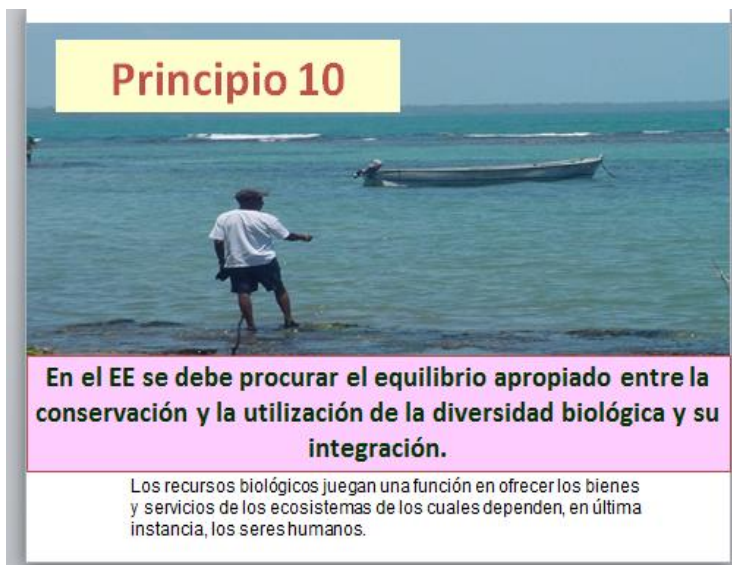 Principio 10
En el EE se debe procurar el equilibrio apropiado entre la
conservación y la utilización de la diversidad biológica y su
integración.
Los recursos biológicos juegan una función en ofrecer los bienes
y servicios de los ecosistemas de los cuales dependen, en última
instancia, los seres humanos.